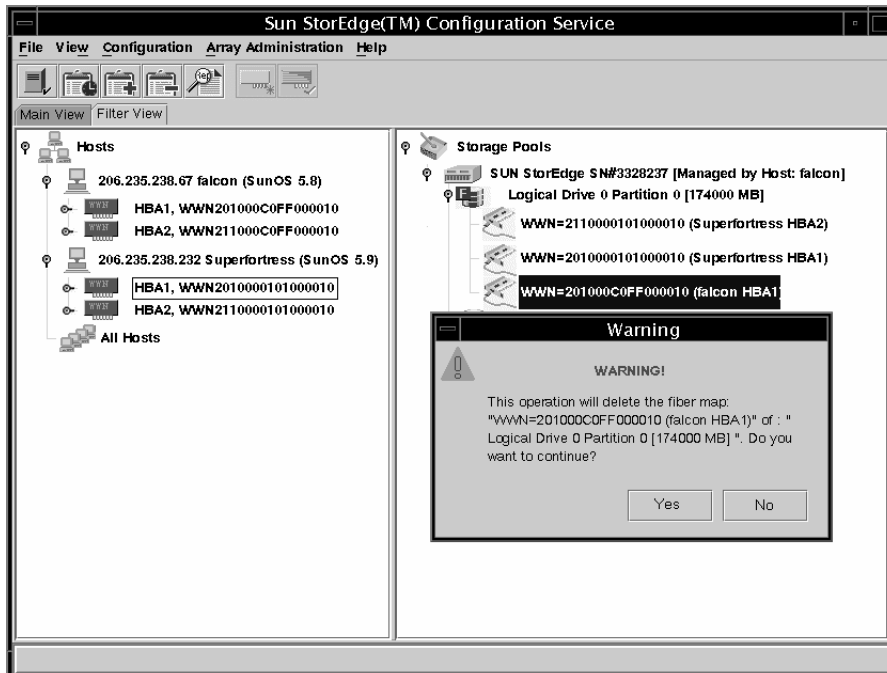 Sun StorEdge(TM) Configuration Service
File View Configuration Array Administration Help
Main View Filter View
Hosts
206.235.238.67 falcon (SunOS 5.8)
HBA1, WWN201000C0FF000010
HBA2, WWN211000C0FF000010
206.235.238.232 Superfortress (SunOS 5.9)
HBA1, WWN2010000101000010
HBA2, WWN2110000101000010
All Hosts
Storage Pools
SUN StorEdge SN#3328237 [Managed by Host: falcon]
Logical Drive 0 Partition 0 [174000 MB]
WWN=2110000101000010 (Superfortress HBA2)
WWN=2010000101000010 (Superfortress HBA1)
WWN=201000C0FF000010 (falcon HBA1)
Warning
WARNING!
This operation will delete the fiber map:
"WWN=201000C0FF000010 (falcon HBA1)" of : "
Logical Drive 0 Partition 0 [174000 MB] ". Do you
want to continue?
Yes No